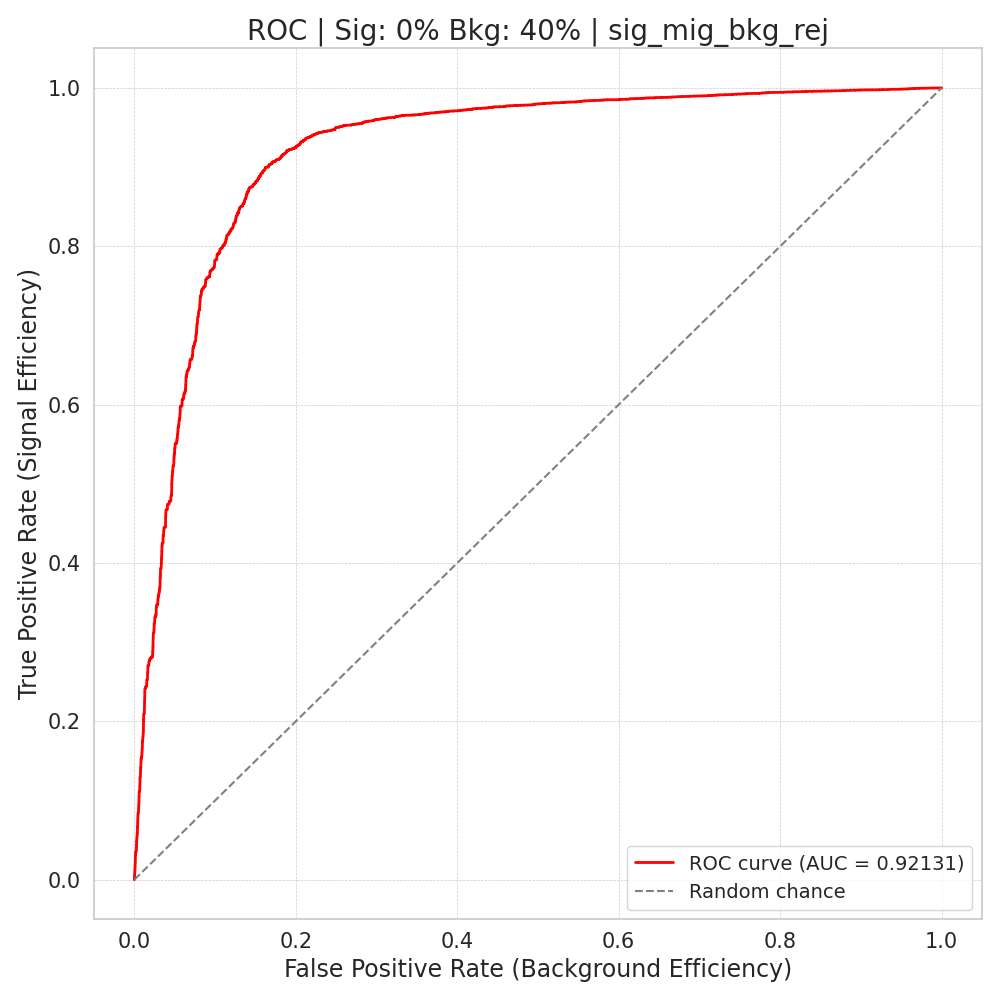 ROC | Sig: 0% Bkg: 40% | sig_mig_bkg_rej
True Positive Rate (Signal Efficiency)
1.0
0.8
0.6
0.4
0.2
0.0
ROC curve (AUC = 0.92131)
Random chance
0.0 0.2 0.4 0.6 0.8 1.0
False Positive Rate (Background Efficiency)